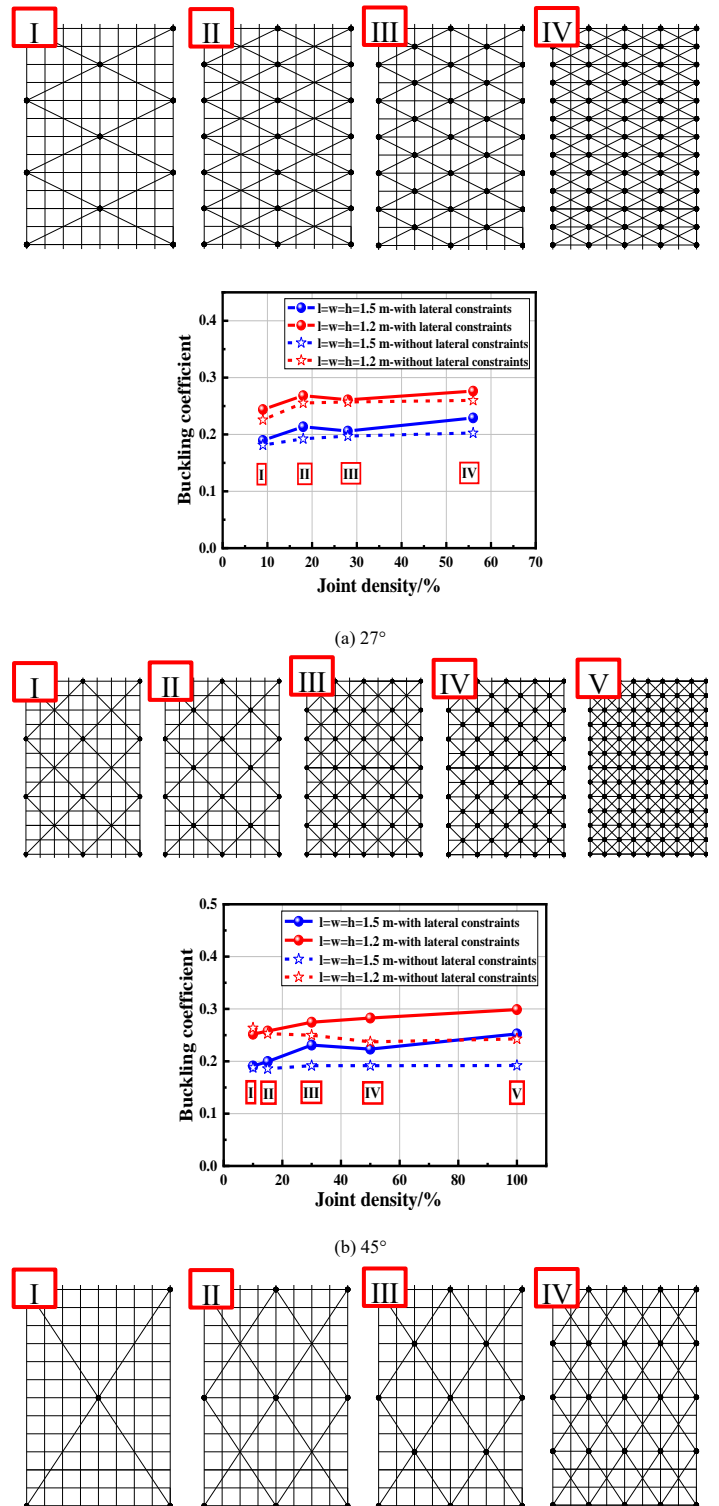 I II III IV
l=w=h=1.5 m-with lateral constraints
l=w=h=1.2 m-with lateral constraints
l=w=h=1.5 m-without lateral constraints
l=w=h=1.2 m-without lateral constraints
Buckling coefficient
0.4
0.3
0.2
0.1
0.0
I II III IV
0 10 20 30 40 50 60 70
Joint density/%
(a) 27°
I II III IV V
l=w=h=1.5 m-with lateral constraints
l=w=h=1.2 m-with lateral constraints
l=w=h=1.5 m-without lateral constraints
l=w=h=1.2 m-without lateral constraints
Buckling coefficient
0.5
0.4
0.3
0.2
0.1
0.0
I II III IV V
0 20 40 60 80 100
Joint density/%
(b) 45°
I II III IV